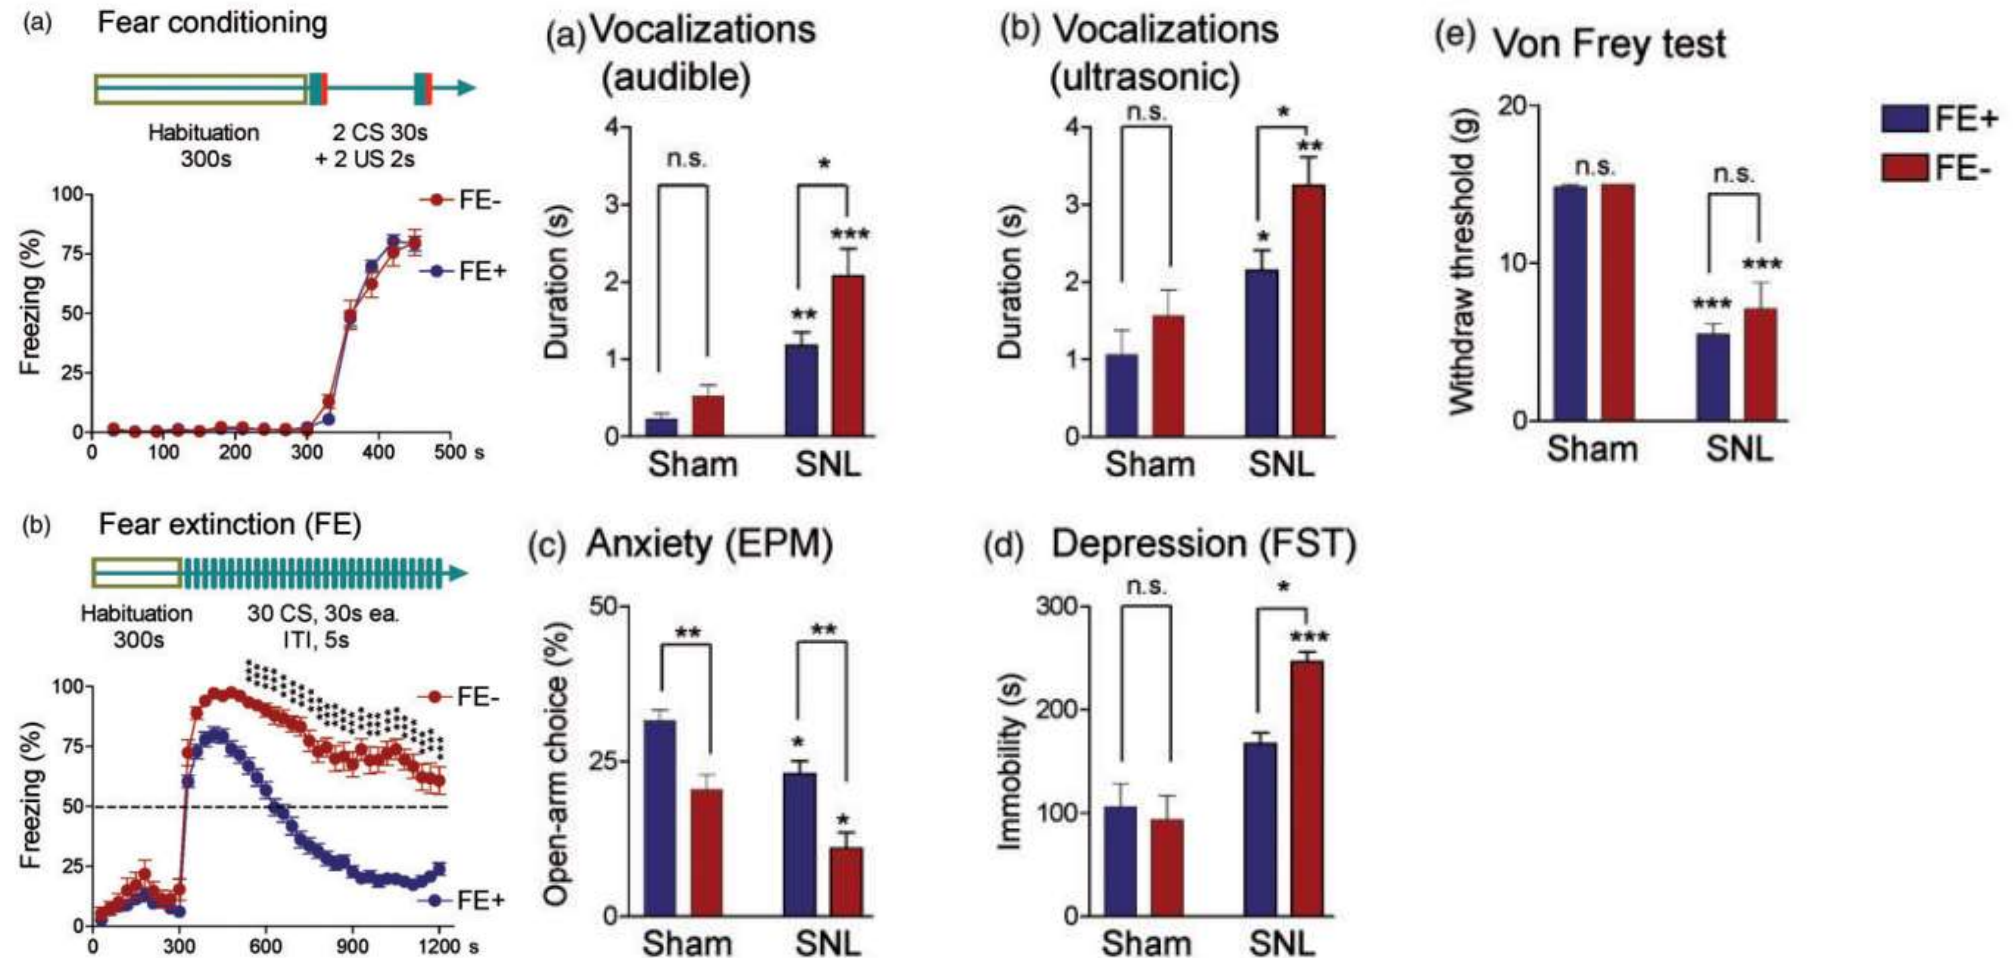 (a) Fear conditioning
Habituation
300s
2 CS 30s
+ 2 US 2s
Freezing (%)
100
75
50
25
0
FE-
FE+
0 100 200 300 400 500 s
(b) Fear extinction (FE)
Habituation
300s
30 CS, 30s ea.
ITI, 5s
Freezing (%)
100
75
50
25
0
FE-
FE+
0 300 600 900 1200 s
(a) Vocalizations
(audible)
Duration (s)
4
3
2
1
0
n.s.
*
**
***
Sham SNL
(b) Vocalizations
(ultrasonic)
Duration (s)
4
3
2
1
0
n.s.
*
*
**
Sham SNL
(e) Von Frey test
Withdraw threshold (g)
20
10
0
n.s.
n.s.
***
***
Sham SNL
FE+
FE-
(c) Anxiety (EPM)
Open-arm choice (%)
50
25
0
**
**
*
*
Sham SNL
(d) Depression (FST)
Immobility (s)
300
200
100
0
n.s.
*
***
Sham SNL